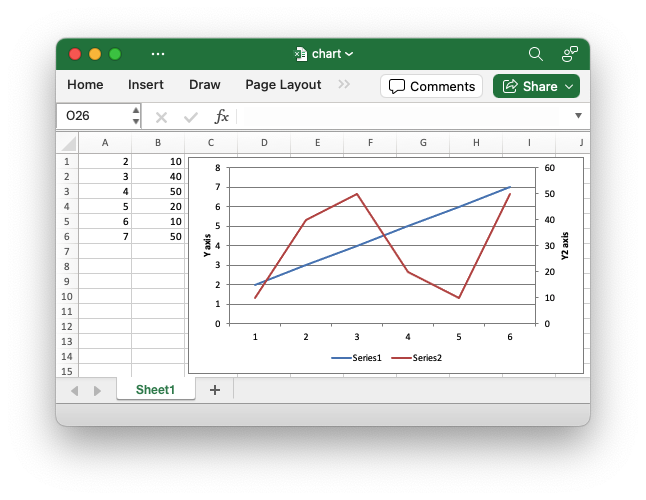 chart
Home Insert Draw Page Layout Comments Share
O26 fx
A B C D E F G H I J
1 2 10
2 3 40
3 4 50
4 5 20
5 6 10
6 7 50
7
8
9
10
11
12
13
14
15
8
7
6
5
4
3
2
1
0
Y axis
60
50
40
30
20
10
0
Y2 axis
1 2 3 4 5 6
Series1 Series2
Sheet1